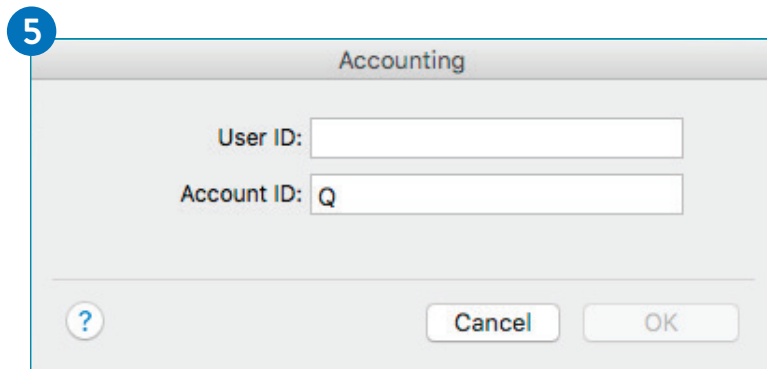 5
Accounting
User ID:
Account ID: Q
? Cancel OK